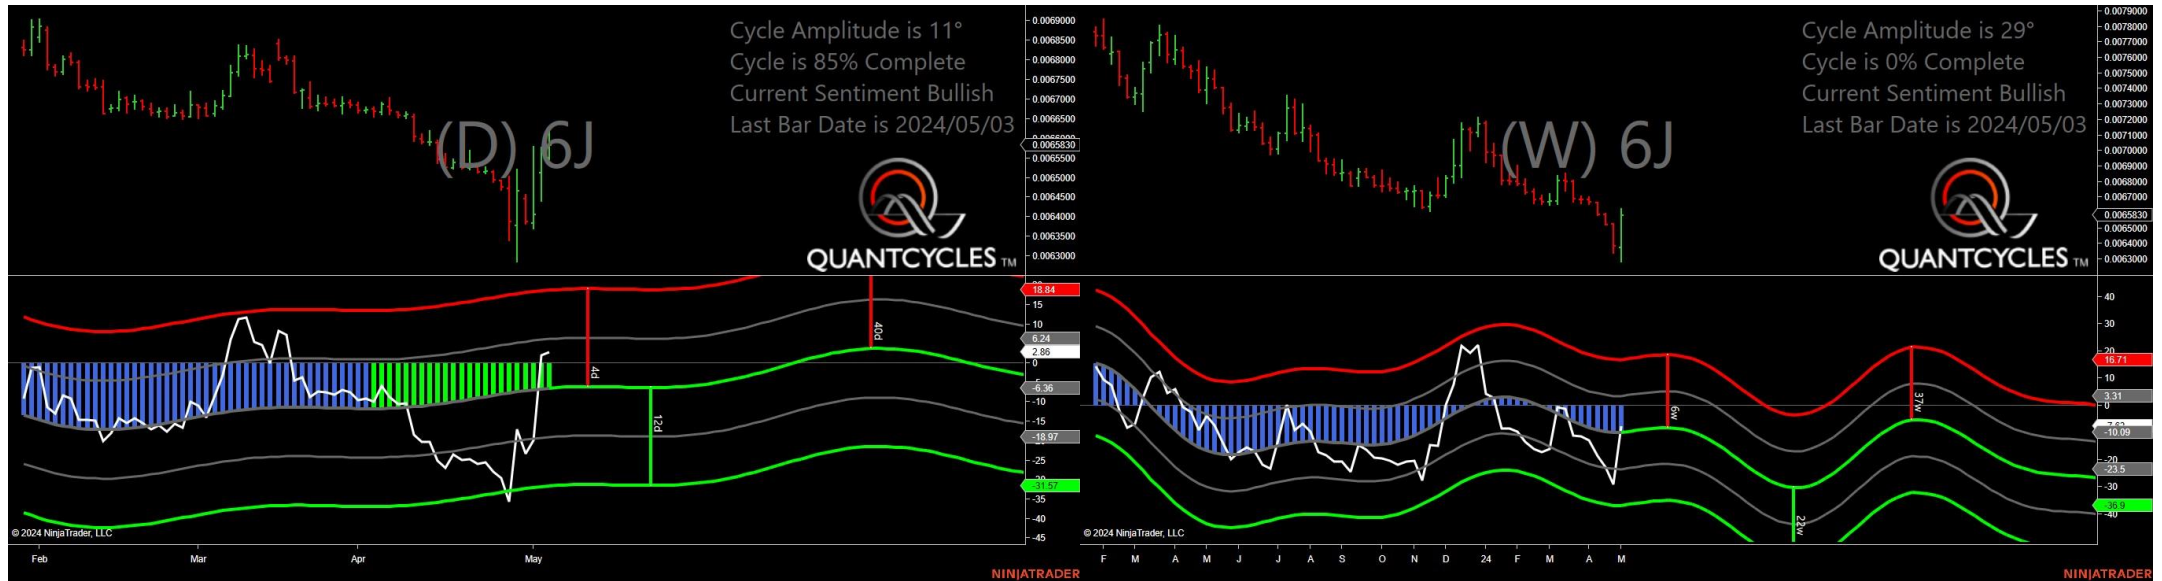 Cycle Amplitude is 11°
Cycle is 85% Complete
Current Sentiment Bullish
Last Bar Date is 2024/05/03
(D) 6J
QUANTCYCLES TM
0.0069000
0.0068500
0.0068000
0.0067500
0.0067000
0.0066500
0.0065830
0.0065500
0.0065000
0.0064500
0.0064000
0.0063500
0.0063000
18.84
15
10
6.24
2.86
0
-6.36
-10
-15
-18.97
-25
-31.57
-35
-40
-45
4d
12d
40d
© 2024 NinjaTrader, LLC
Feb
Mar
Apr
May
NINJATRADER
Cycle Amplitude is 29°
Cycle is 0% Complete
Current Sentiment Bullish
Last Bar Date is 2024/05/03
(W) 6J
QUANTCYCLES TM
0.0079000
0.0078000
0.0077000
0.0076000
0.0075000
0.0074000
0.0073000
0.0072000
0.0071000
0.0070000
0.0069000
0.0068000
0.0067000
0.0065830
0.0065000
0.0064000
0.0063000
40
30
20
16.71
10
3.31
0
-10.09
-20
-23.5
-30
-36.9
-40
6w
22w
37w
© 2024 NinjaTrader, LLC
F M A M J J A S O N D 24 F M A M
NINJATRADER